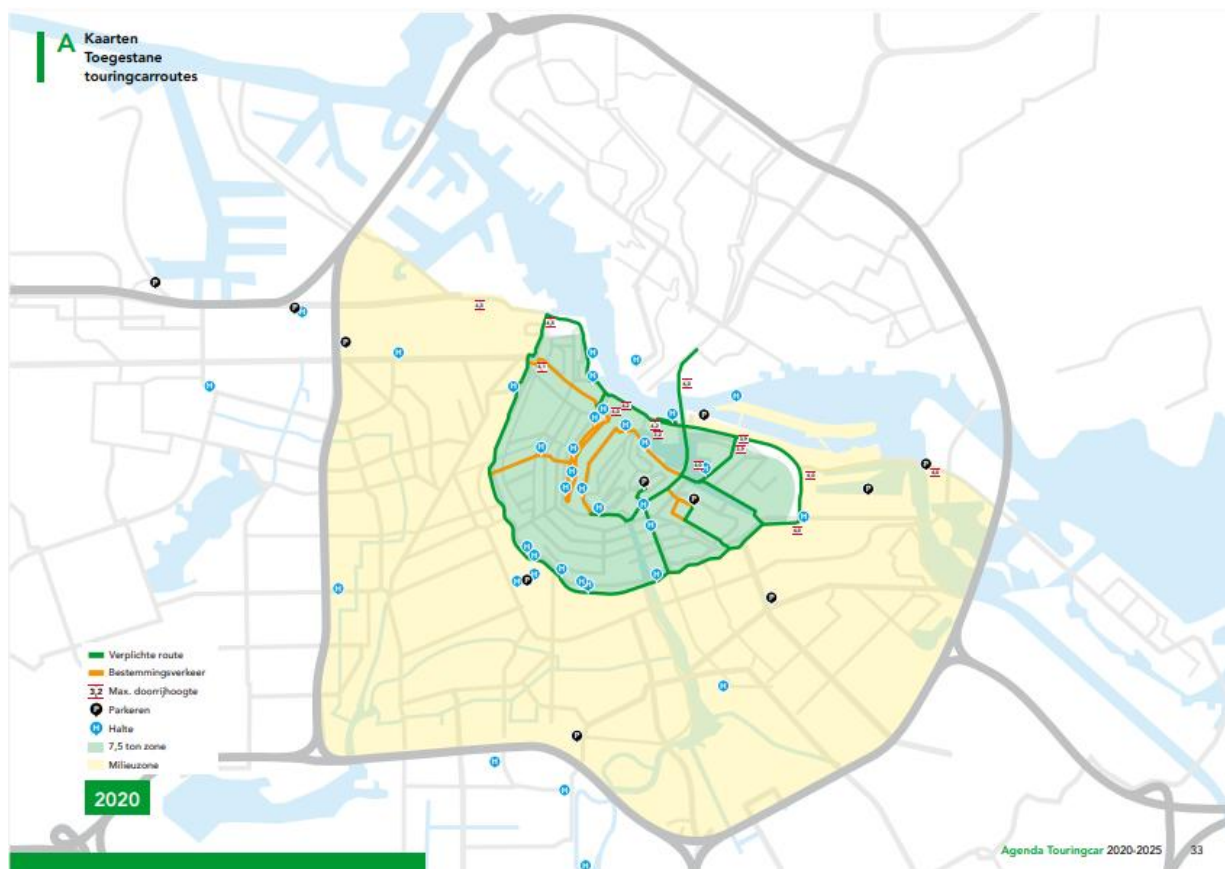 A Kaarten
Toegestane
touringcarroutes
Verplichte route
Bestemmingsverkeer
3,2 Max. doorrijhoogte
P Parkeren
H Halte
7,5 ton zone
Milieuzone
2020
Agenda Touringcar 2020-2025 33